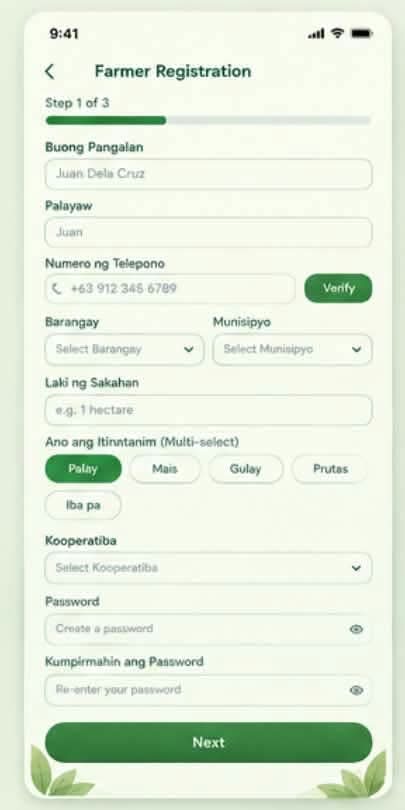 9:41
Farmer Registration
Step 1 of 3
Buong Pangalan
Juan Dela Cruz
Palayaw
Juan
Numero ng Telepono
+63 912 345 6789 Verify
Barangay Munisipyo
Select Barangay Select Munisipyo
Laki ng Sakahan
e.g. 1 hectare
Ano ang Itinntanim (Multi-select)
Palay Mais Gulay Prutas
Iba pa
Kooperatiba
Select Kooperatiba
Password
Create a password
Kumpirmahin ang Password
Re-enter your password
Next